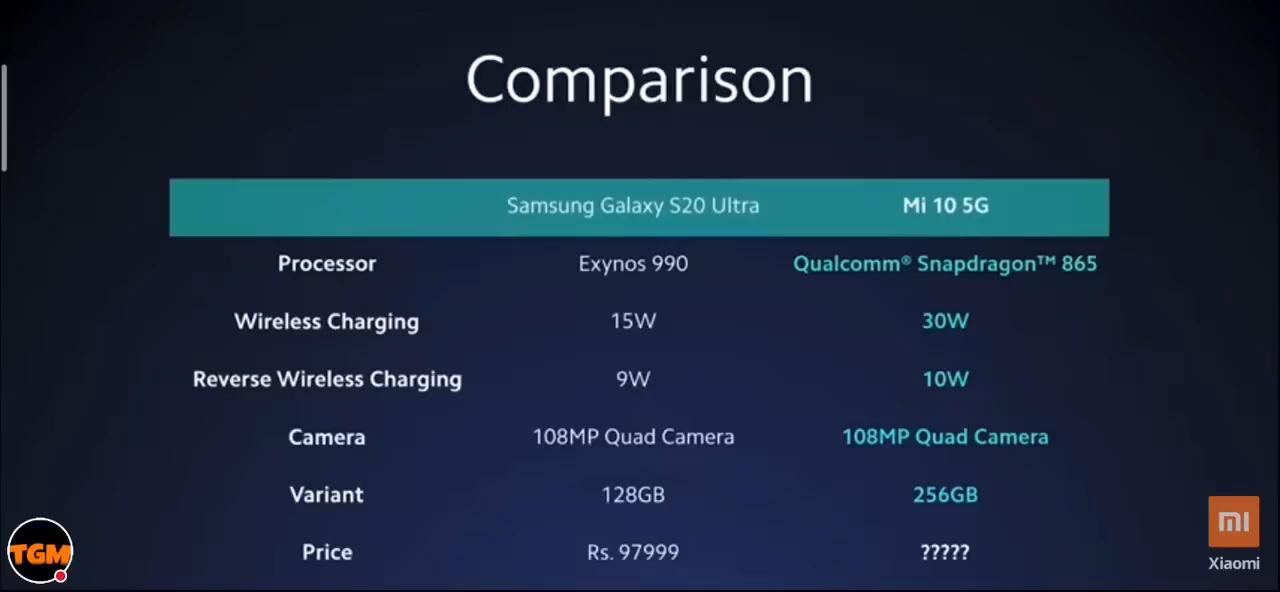 Comparison
Samsung Galaxy S20 Ultra Mi 10 5G
Processor Exynos 990 Qualcomm® Snapdragon™ 865
Wireless Charging 15W 30W
Reverse Wireless Charging 9W 10W
Camera 108MP Quad Camera 108MP Quad Camera
Variant 128GB 256GB
Price Rs. 97999 ?????
TGM
mi
Xiaomi